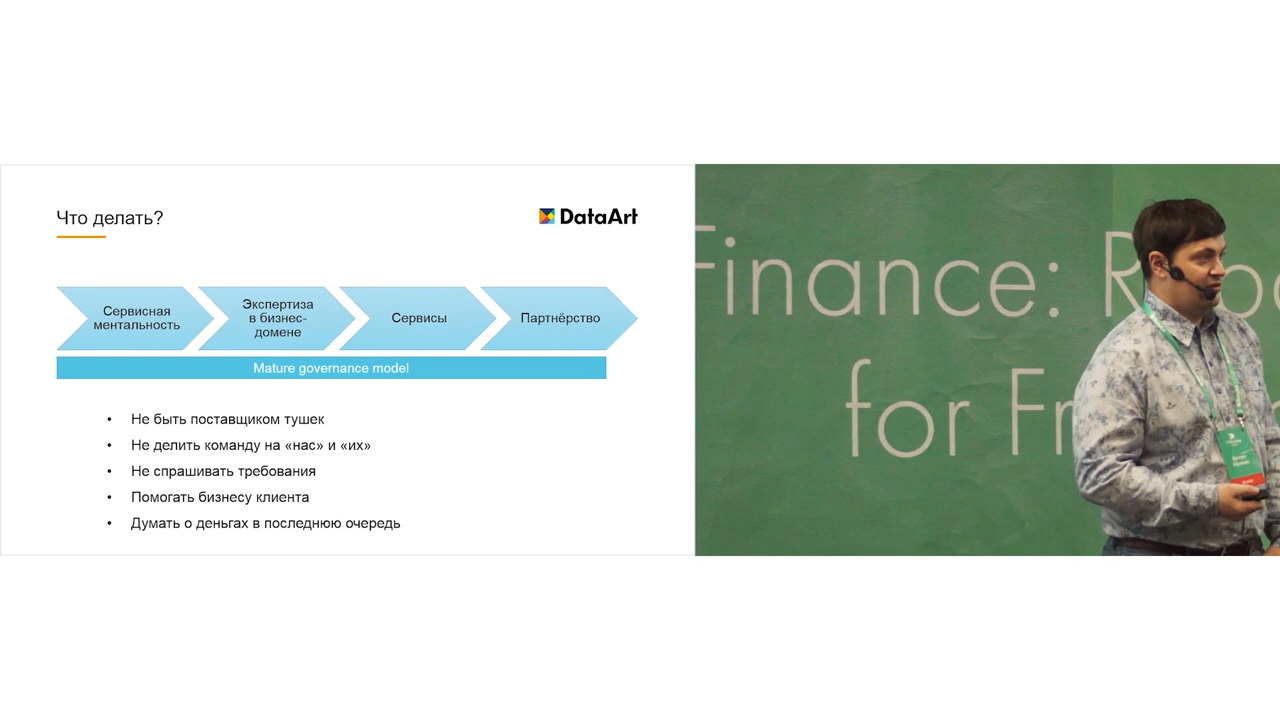 Что делать?
DataArt
Сервисная
ментальность
Экспертиза
в бизнес-
домене
Сервисы
Партнёрство
Mature governance model
• Не быть поставщиком тушек
• Не делить команду на «нас» и «их»
• Не спрашивать требования
• Помогать бизнесу клиента
• Думать о деньгах в последнюю очередь
Finance:
for